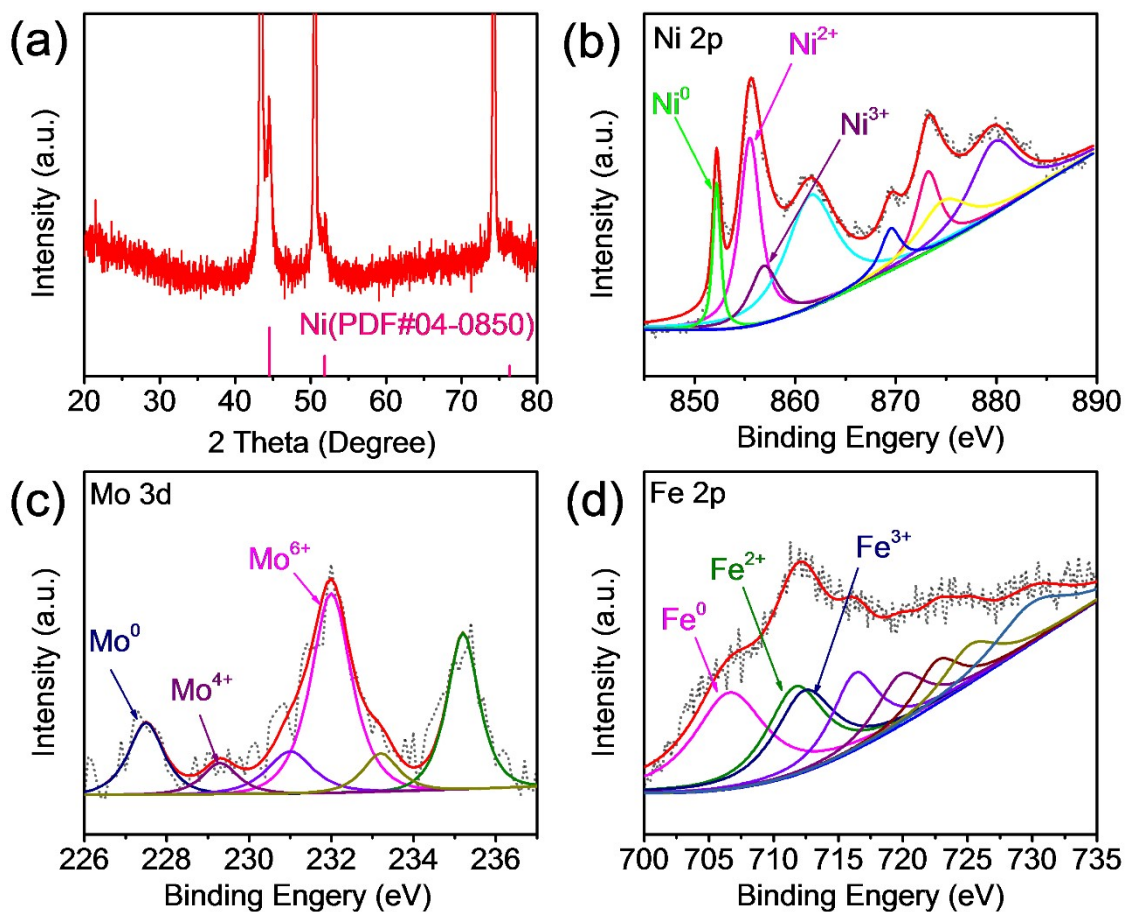 (a)
Intensity (a.u.)
Ni(PDF#04-0850)
20 30 40 50 60 70 80
2 Theta (Degree)
(b)
Ni 2p
Ni²⁺
Ni⁰
Ni³⁺
Intensity (a.u.)
850 860 870 880 890
Binding Engery (eV)
(c)
Mo 3d
Mo⁶⁺
Mo⁰
Mo⁴⁺
Intensity (a.u.)
226 228 230 232 234 236
Binding Engery (eV)
(d)
Fe 2p
Fe³⁺
Fe²⁺
Fe⁰
Intensity (a.u.)
700 705 710 715 720 725 730 735
Binding Engery (eV)